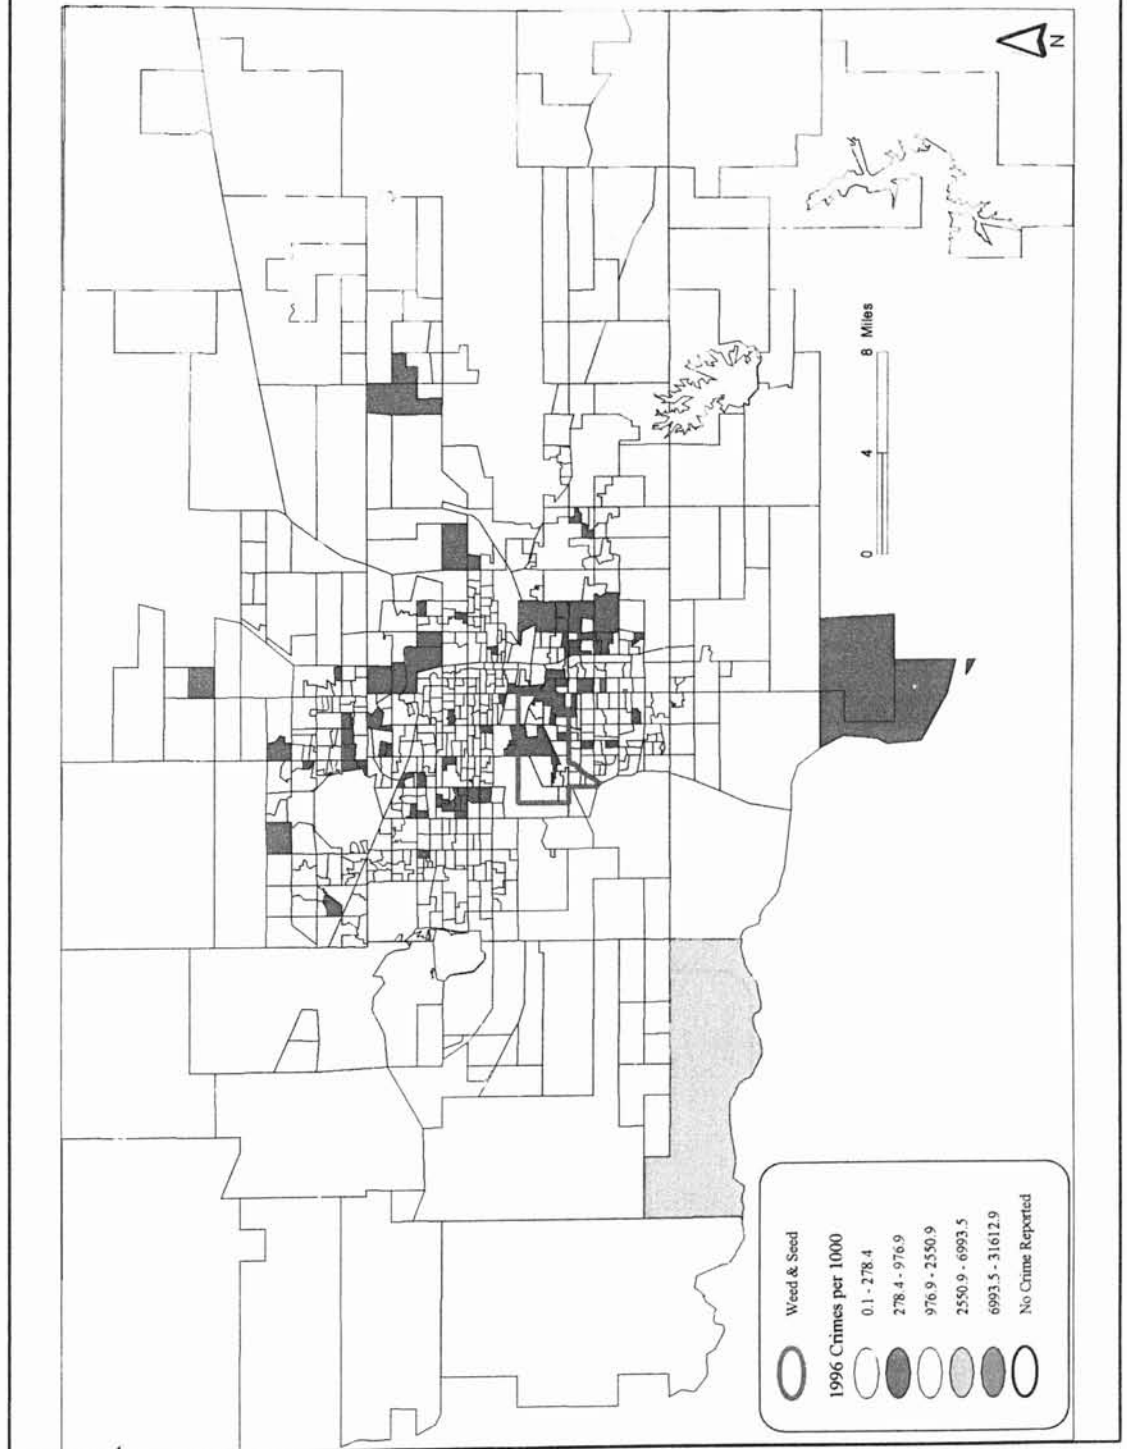 N
0 4 8 Miles
Weed & Seed
1996 Crimes per 1000
0.1 - 278.4
278.4 - 976.9
976.9 - 2550.9
2550.9 - 6993.5
6993.5 - 31612.9
No Crime Reported